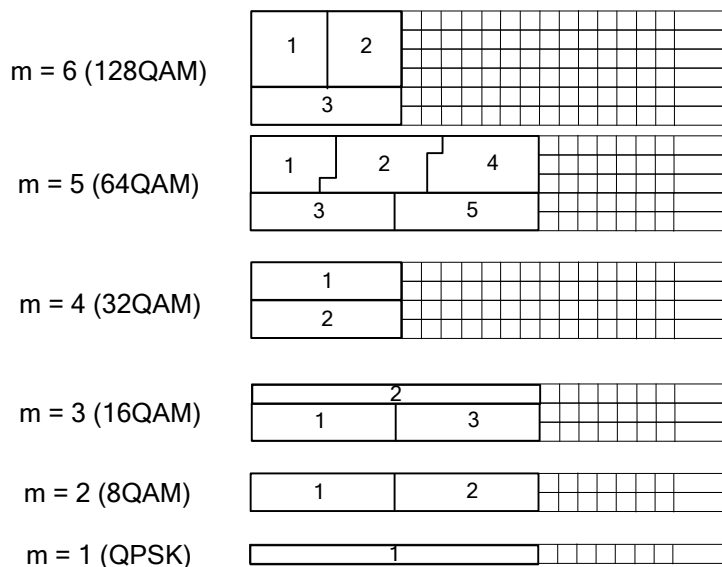 1 2
m = 6 (128QAM)
3
1 2 4
m = 5 (64QAM)
3 5
1
m = 4 (32QAM)
2
2
m = 3 (16QAM)
1 3
m = 2 (8QAM) 1 2
m = 1 (QPSK) 1